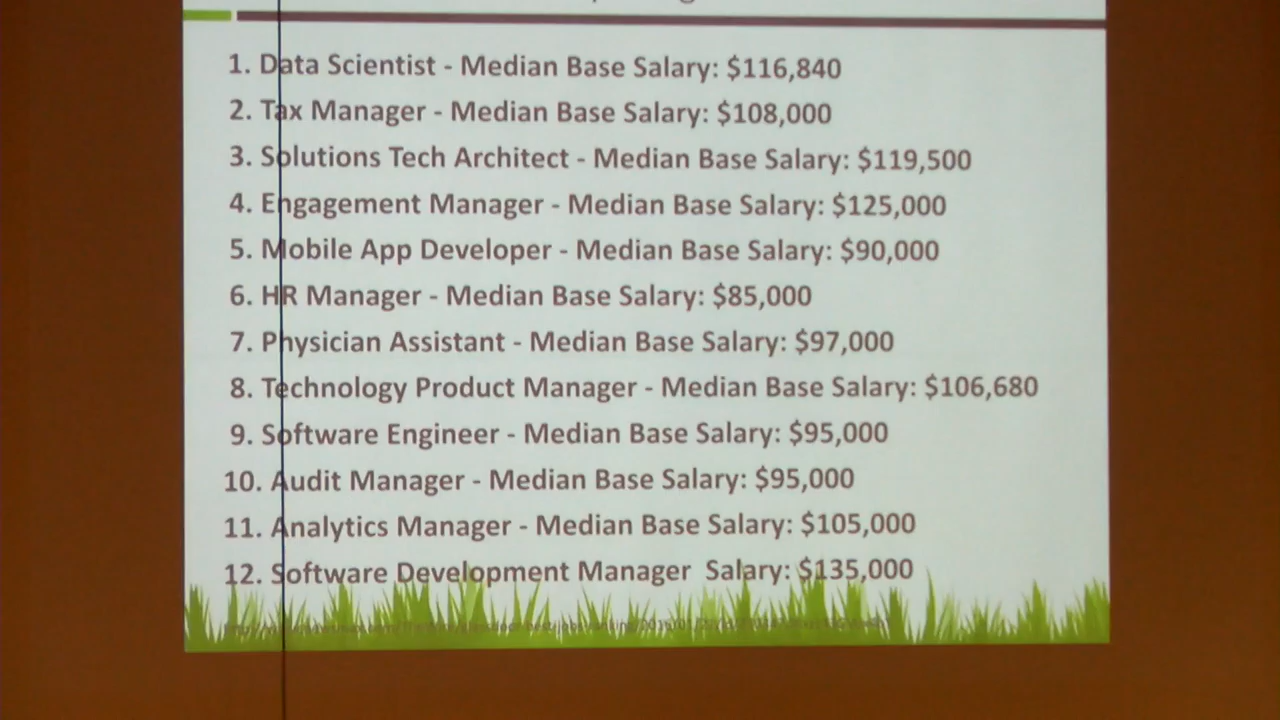 1. Data Scientist - Median Base Salary: $116,840
2. Tax Manager - Median Base Salary: $108,000
3. Solutions Tech Architect - Median Base Salary: $119,500
4. Engagement Manager - Median Base Salary: $125,000
5. Mobile App Developer - Median Base Salary: $90,000
6. HR Manager - Median Base Salary: $85,000
7. Physician Assistant - Median Base Salary: $97,000
8. Technology Product Manager - Median Base Salary: $106,680
9. Software Engineer - Median Base Salary: $95,000
10. Audit Manager - Median Base Salary: $95,000
11. Analytics Manager - Median Base Salary: $105,000
12. Software Development Manager Salary: $135,000